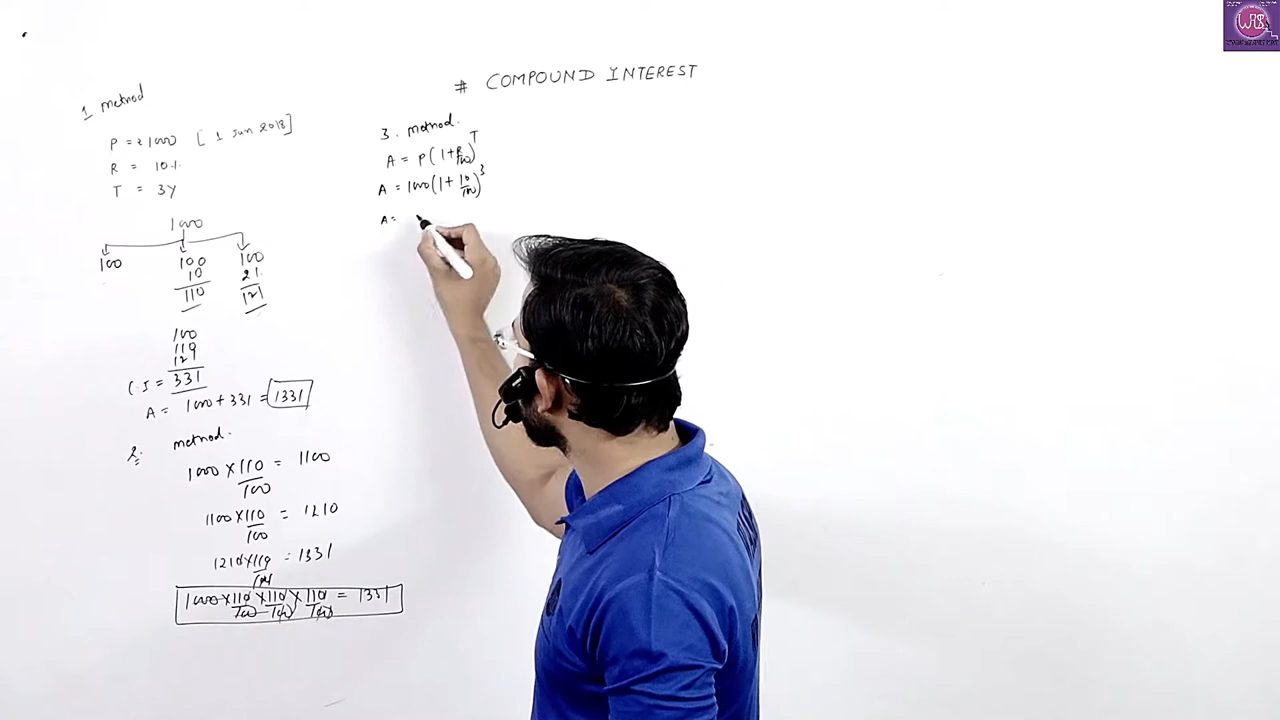 # COMPOUND INTEREST
1 method
P = ₹ 1000 [ 1 Jun 2018]
R = 10%
T = 3Y
1000
100 100 100
10 21
110 121
100
110
121
C.I = 331
A = 1000 + 331 = 1331
2. method.
1000 × 110/100 = 1100
1100 × 110/100 = 1210
1210 × 110/100 = 1331
1000 × 110/100 × 110/100 × 110/100 = 1331
3. method.
A = P(1+R/100)^T
A = 1000(1+10/100)^3
A =